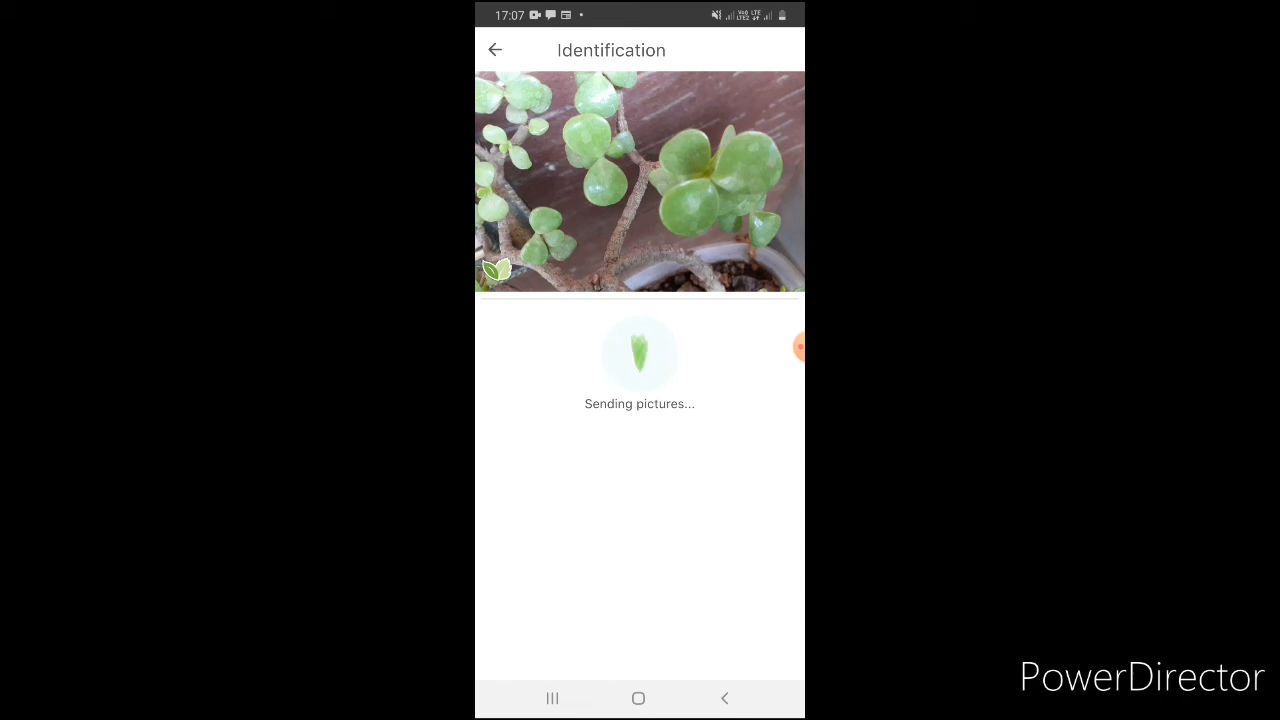 17:07
Identification
Sending pictures...
PowerDirector